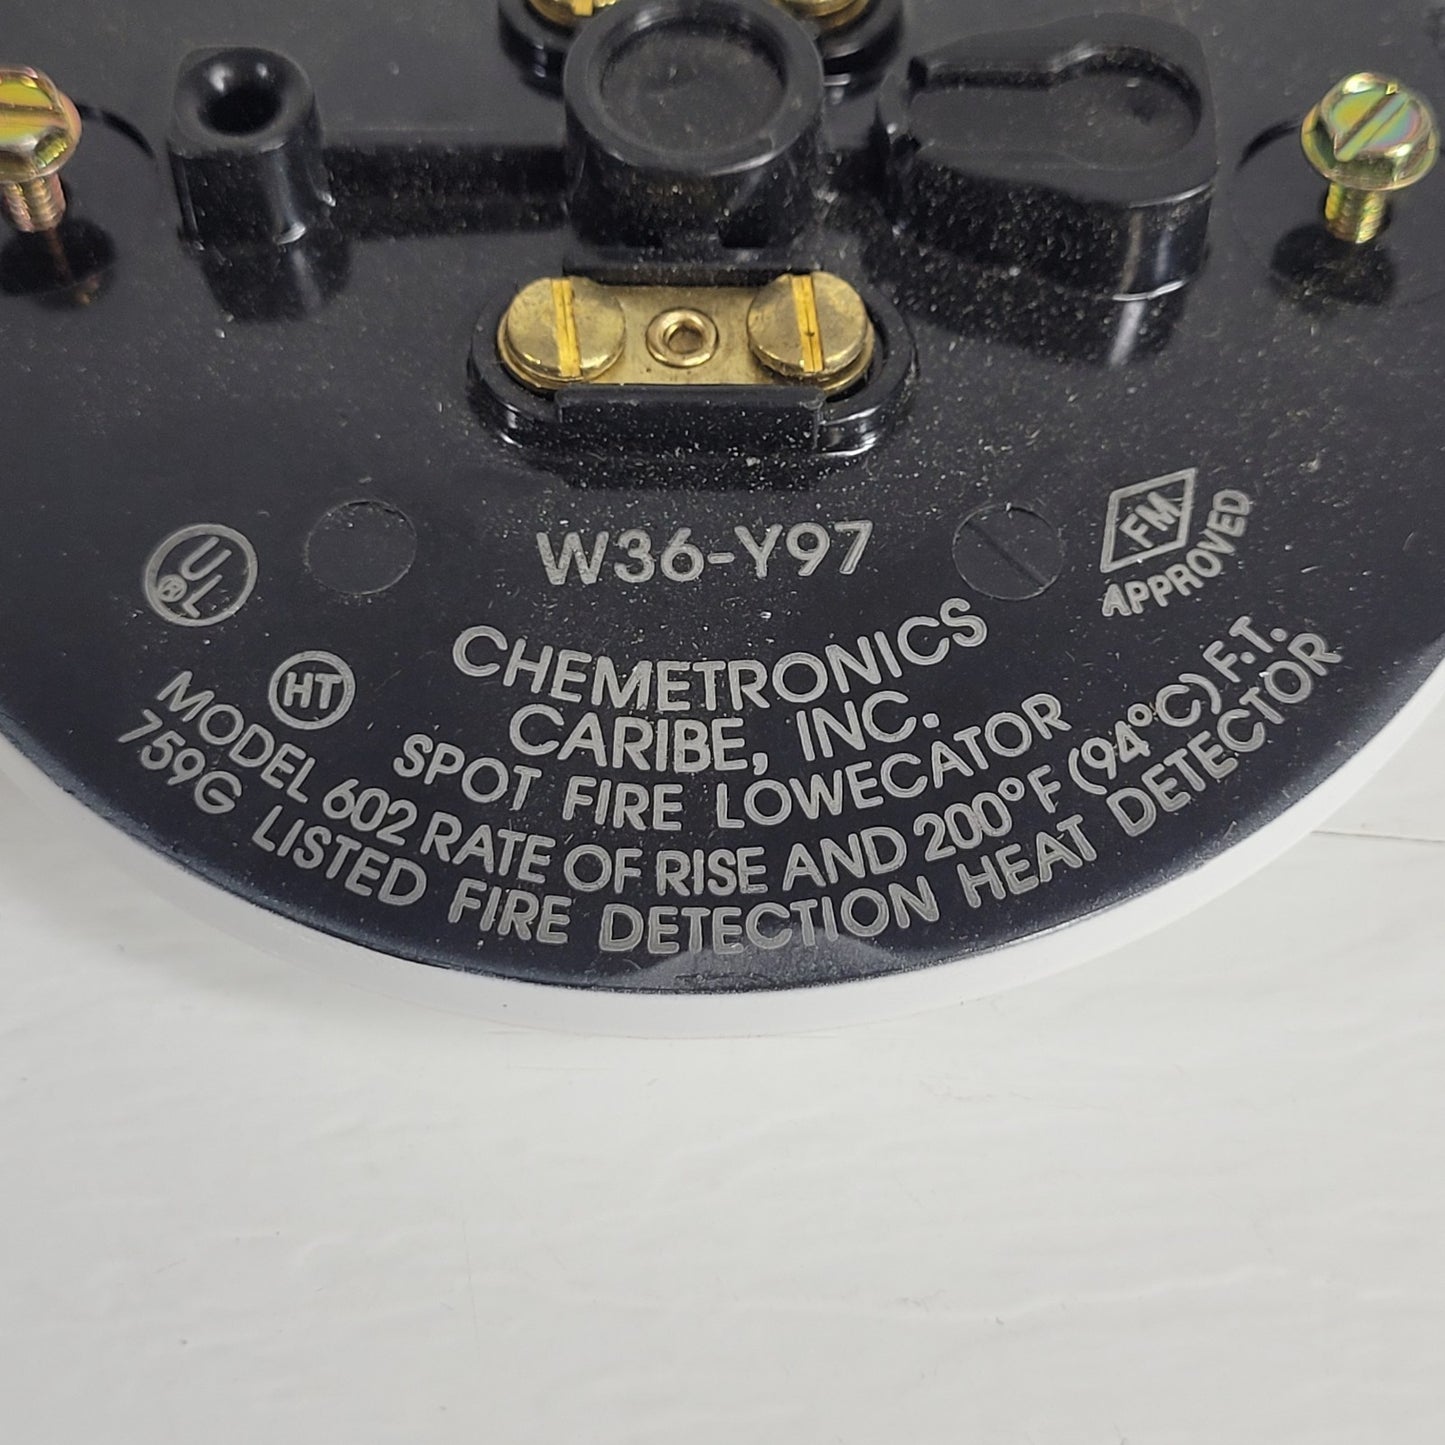 UL®
W36-Y97
FM
APPROVED
CHEMETRONICS
CARIBE, INC.
HT
SPOT FIRE LOWECATOR
MODEL 602 RATE OF RISE AND 200°F (94°C) F.T.
759G LISTED FIRE DETECTION HEAT DETECTOR